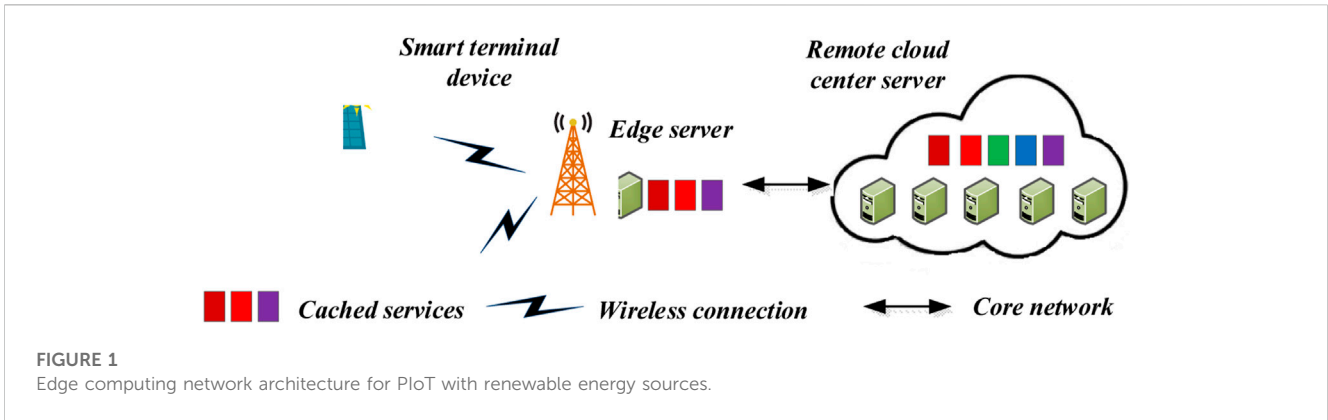 Smart terminal
device
Remote cloud
center server
Edge server
Cached services
Wireless connection
Core network
FIGURE 1
Edge computing network architecture for PIoT with renewable energy sources.